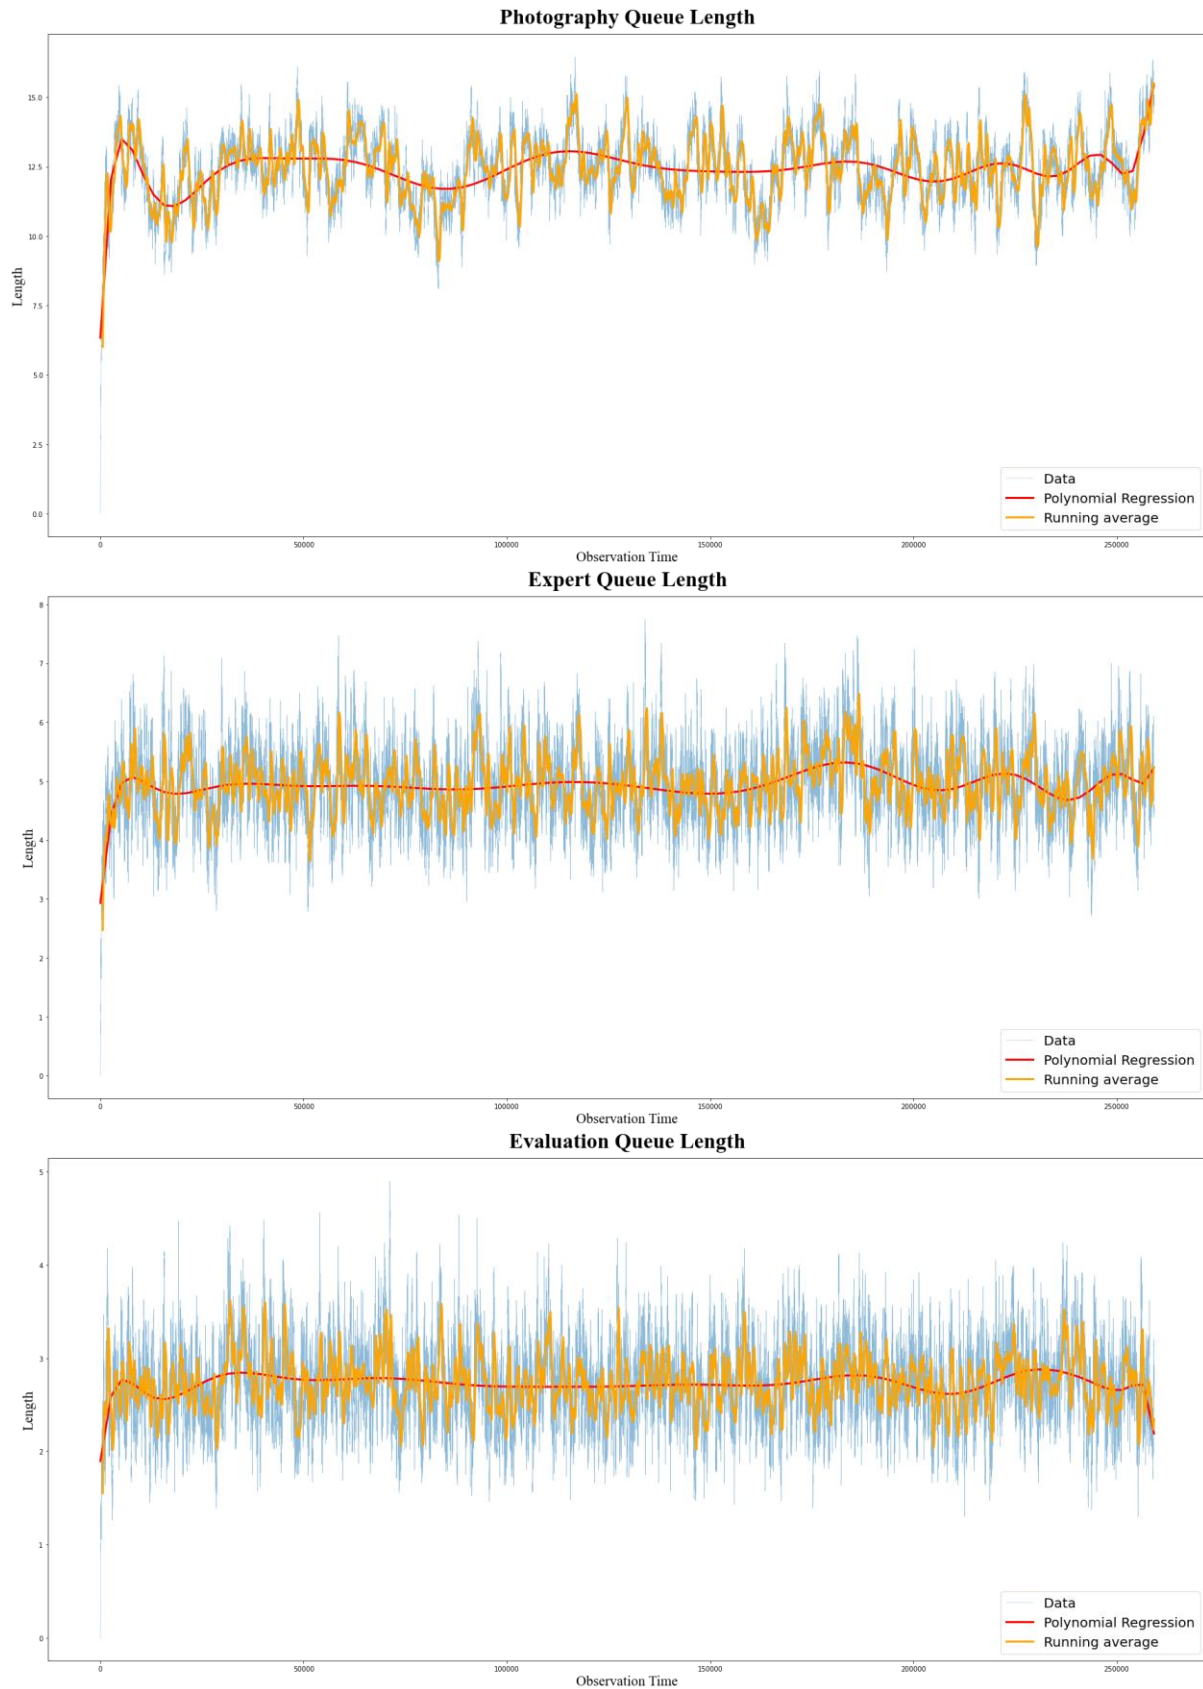 Photography Queue Length
15.0
12.5
10.0
7.5
5.0
2.5
0.0
Length
Data
Polynomial Regression
Running average
0 50000 100000 150000 200000 250000
Observation Time
Expert Queue Length
8
7
6
5
4
3
2
1
0
Length
Data
Polynomial Regression
Running average
0 50000 100000 150000 200000 250000
Observation Time
Evaluation Queue Length
5
4
3
2
1
0
Length
Data
Polynomial Regression
Running average
0 50000 100000 150000 200000 250000
Observation Time